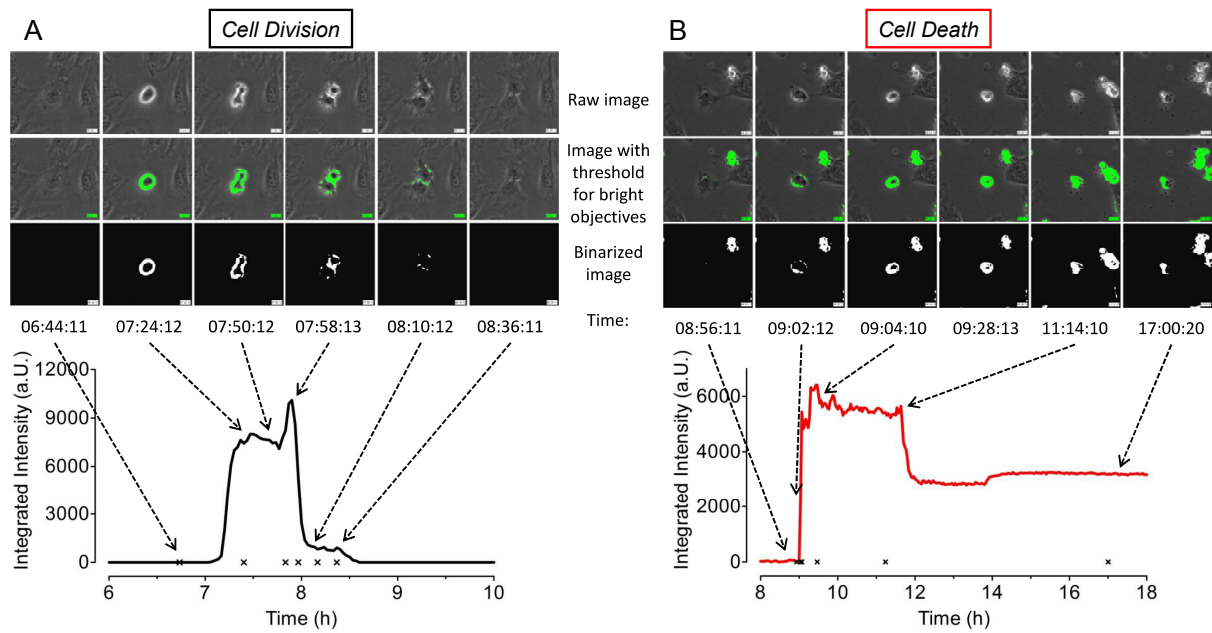 A
Cell Division
B
Cell Death
Raw image
Image with
threshold
for bright
objectives
Binarized
image
Time:
06:44:11 07:24:12 07:50:12 07:58:13 08:10:12 08:36:11
08:56:11 09:02:12 09:04:10 09:28:13 11:14:10 17:00:20
Integrated Intensity (a.U.)
12000
9000
6000
3000
0
6 7 8 9 10
Time (h)
Integrated Intensity (a.U.)
6000
4000
2000
0
8 10 12 14 16 18
Time (h)